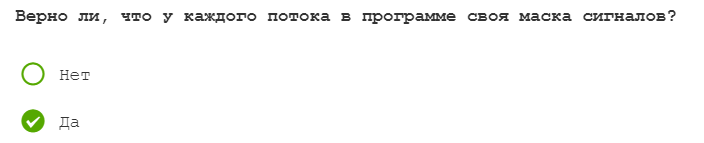 Верно ли, что у каждого потока в программе своя маска сигналов?
Нет
Да